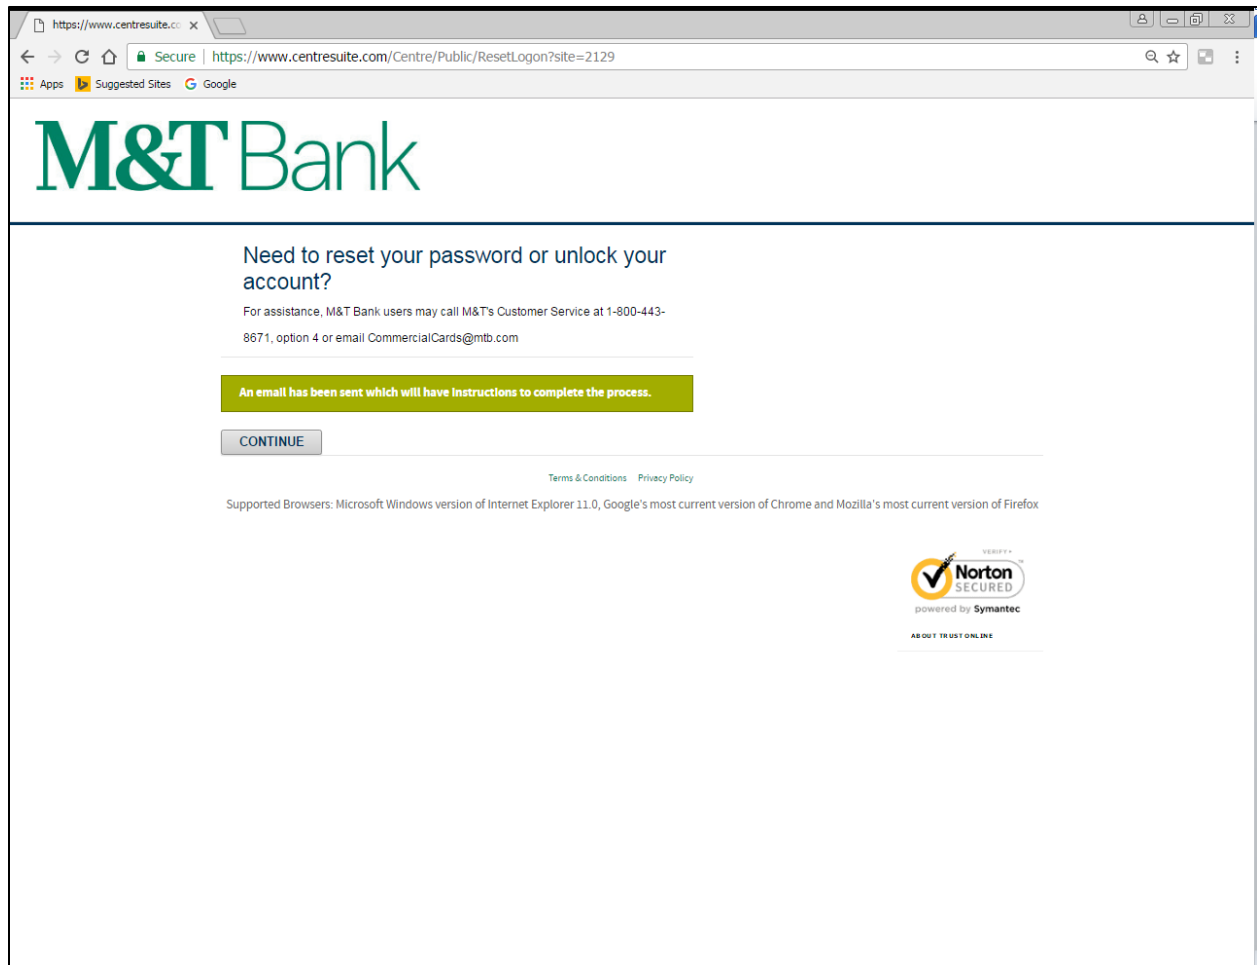 https://www.centresuite.co
Secure https://www.centresuite.com/Centre/Public/ResetLogon?site=2129
Apps Suggested Sites G Google
M&T Bank
Need to reset your password or unlock your
account?
For assistance, M&T Bank users may call M&T's Customer Service at 1-800-443-
8671, option 4 or email CommercialCards@mtb.com
An email has been sent which will have instructions to complete the process.
CONTINUE
Terms & Conditions Privacy Policy
Supported Browsers: Microsoft Windows version of Internet Explorer 11.0, Google's most current version of Chrome and Mozilla's most current version of Firefox
VERIFY
Norton
SECURED
powered by Symantec
ABOUT TRUST ONLINE